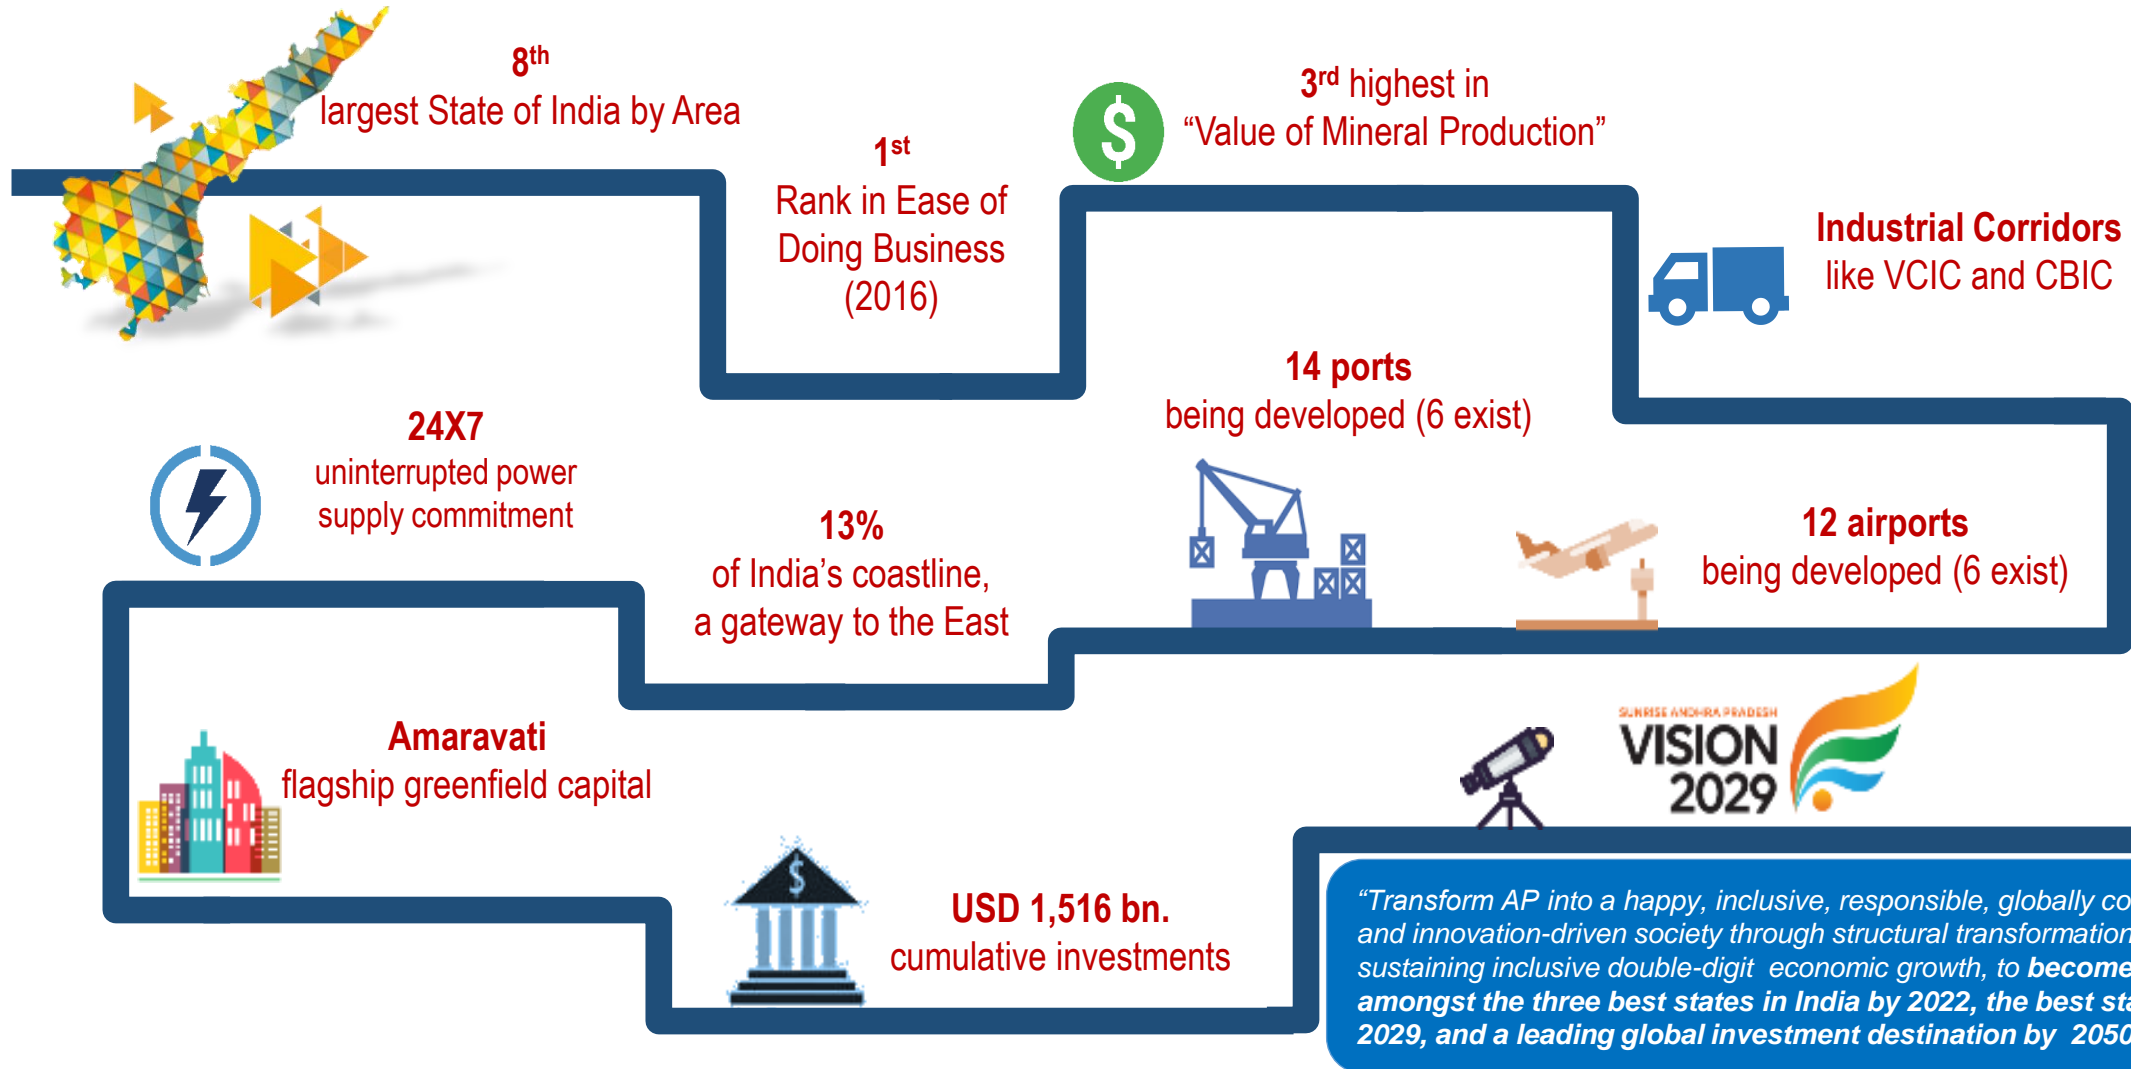 8th
largest State of India by Area
1st
Rank in Ease of
Doing Business
(2016)
3rd highest in
“Value of Mineral Production”
Industrial Corridors
like VCIC and CBIC
14 ports
being developed (6 exist)
12 airports
being developed (6 exist)
13%
of India’s coastline,
a gateway to the East
24X7
uninterrupted power
supply commitment
Amaravati
flagship greenfield capital
$
USD 1,516 bn.
cumulative investments
SUNRISE ANDHRA PRADESH
VISION
2029
“Transform AP into a happy, inclusive, responsible, globally
and innovation-driven society through structural transformation
sustaining inclusive double-digit economic growth, to become
amongst the three best states in India by 2022, the best
2029, and a leading global investment destination by 2050
$